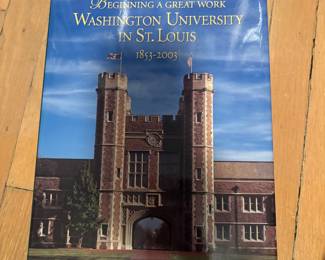 BEGINNING A GREAT WORK
WASHINGTON UNIVERSITY
IN ST. LOUIS
1853-2003